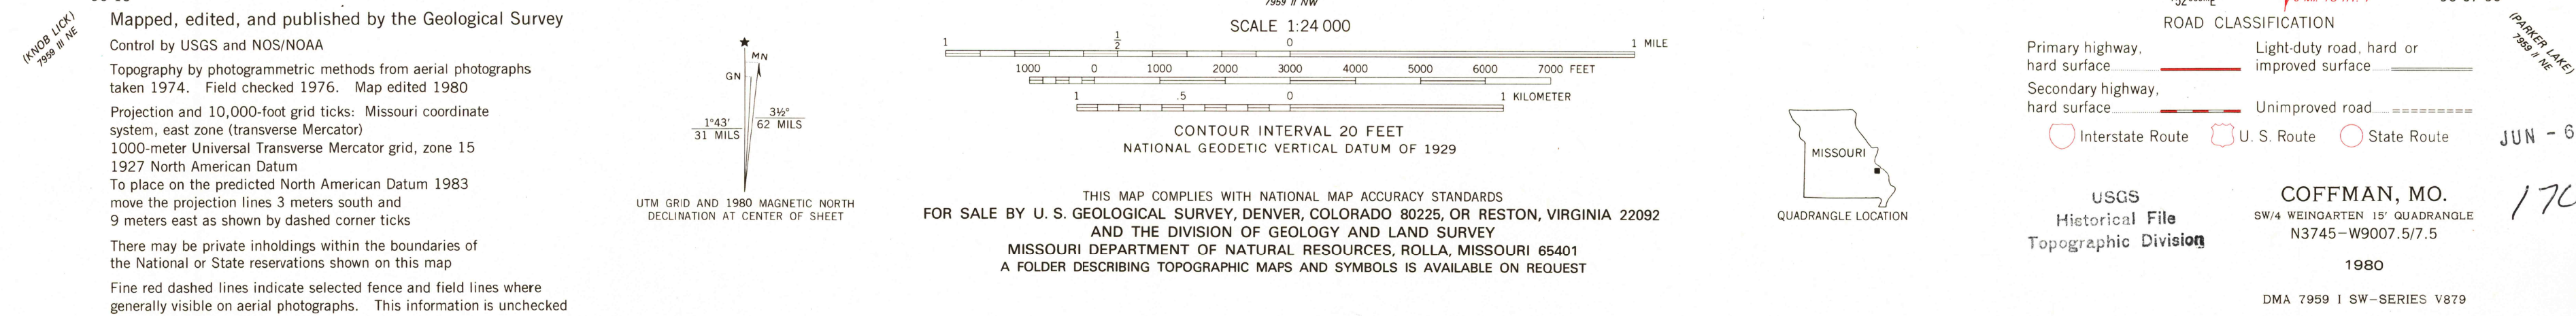 (KNOB LICK)
7959 III NE
Mapped, edited, and published by the Geological Survey
Control by USGS and NOS/NOAA
Topography by photogrammetric methods from aerial photographs
taken 1974. Field checked 1976. Map edited 1980
Projection and 10,000-foot grid ticks: Missouri coordinate
system, east zone (transverse Mercator)
1000-meter Universal Transverse Mercator grid, zone 15
1927 North American Datum
To place on the predicted North American Datum 1983
move the projection lines 3 meters south and
9 meters east as shown by dashed corner ticks
There may be private inholdings within the boundaries of
the National or State reservations shown on this map
Fine red dashed lines indicate selected fence and field lines where
generally visible on aerial photographs. This information is unchecked
MN
GN
1°43′
31 MILS
3½°
62 MILS
UTM GRID AND 1980 MAGNETIC NORTH
DECLINATION AT CENTER OF SHEET
7959 II NW
SCALE 1:24 000
1 ½ 0 1 MILE
1000 0 1000 2000 3000 4000 5000 6000 7000 FEET
1 .5 0 1 KILOMETER
CONTOUR INTERVAL 20 FEET
NATIONAL GEODETIC VERTICAL DATUM OF 1929
THIS MAP COMPLIES WITH NATIONAL MAP ACCURACY STANDARDS
FOR SALE BY U. S. GEOLOGICAL SURVEY, DENVER, COLORADO 80225, OR RESTON, VIRGINIA 22092
AND THE DIVISION OF GEOLOGY AND LAND SURVEY
MISSOURI DEPARTMENT OF NATURAL RESOURCES, ROLLA, MISSOURI 65401
A FOLDER DESCRIBING TOPOGRAPHIC MAPS AND SYMBOLS IS AVAILABLE ON REQUEST
MISSOURI
QUADRANGLE LOCATION
ROAD CLASSIFICATION
Primary highway,
hard surface
Light-duty road, hard or
improved surface
Secondary highway,
hard surface
Unimproved road
Interstate Route U. S. Route State Route
(PARKER LAKE)
7959 II NE
JUN - 6
USGS
Historical File
Topographic Division
COFFMAN, MO.
SW/4 WEINGARTEN 15′ QUADRANGLE
N3745-W9007.5/7.5
1980
DMA 7959 I SW-SERIES V879